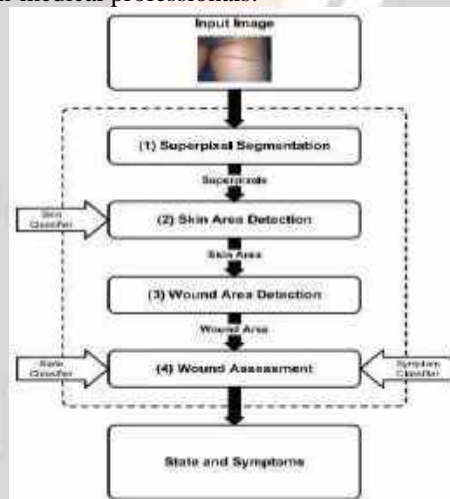 medical professionals.
Input Image
(1) Superpixel Segmentation
Superpixels
(2) Skin Area Detection
Skin
Classifier
Skin Area
(3) Wound Area Detection
Wound Area
State
Classifier
(4) Wound Assessment
Symptom
Classifier
State and Symptoms